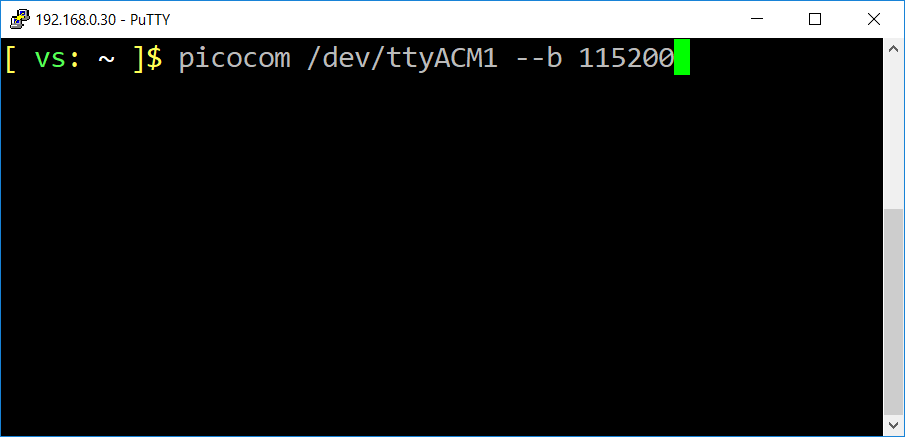 192.168.0.30 - PuTTY
[ vs: ~ ]$ picocom /dev/ttyACM1 --b 115200